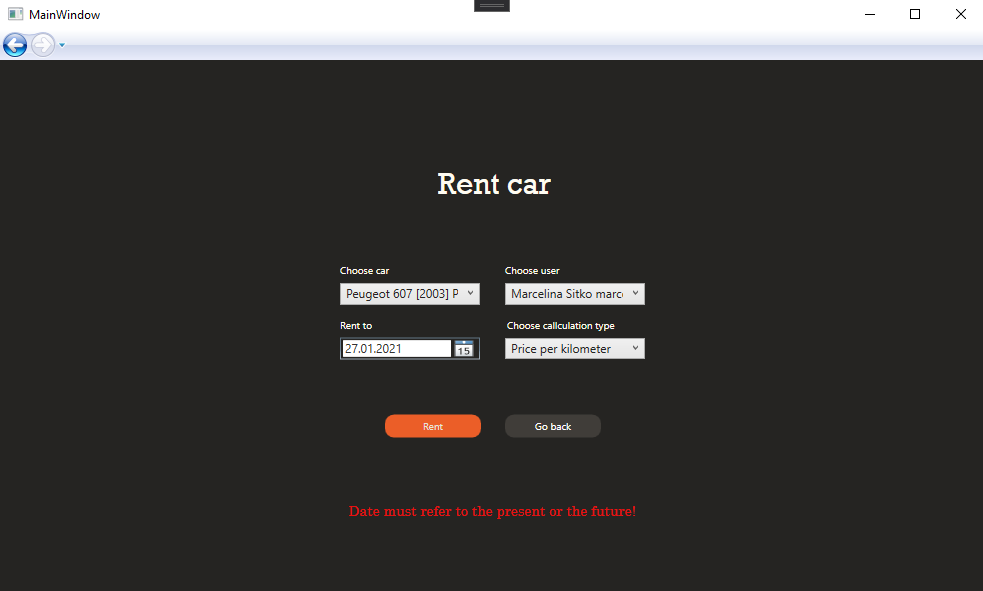 MainWindow
Rent car
Choose car
Choose user
Peugeot 607 [2003] P
Marcelina Sitko marc
Rent to
Choose callculation type
27.01.2021
15
Price per kilometer
Rent
Go back
Date must refer to the present or the future!